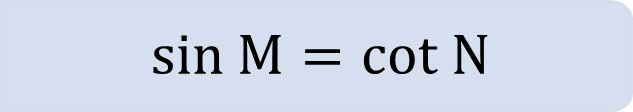 sin M = cot N